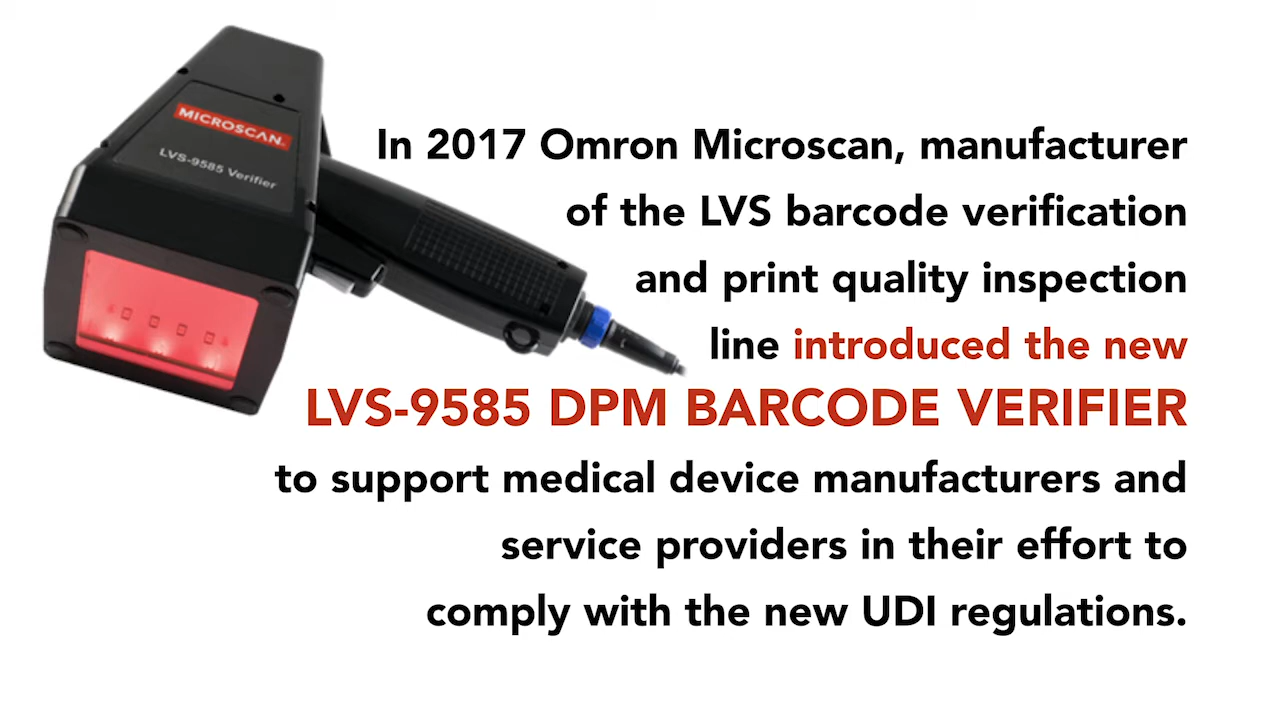 MICROSCAN
LVS-9585 Verifier
In 2017 Omron Microscan, manufacturer
of the LVS barcode verification
and print quality inspection
line introduced the new
LVS-9585 DPM BARCODE VERIFIER
to support medical device manufacturers and
service providers in their effort to
comply with the new UDI regulations.